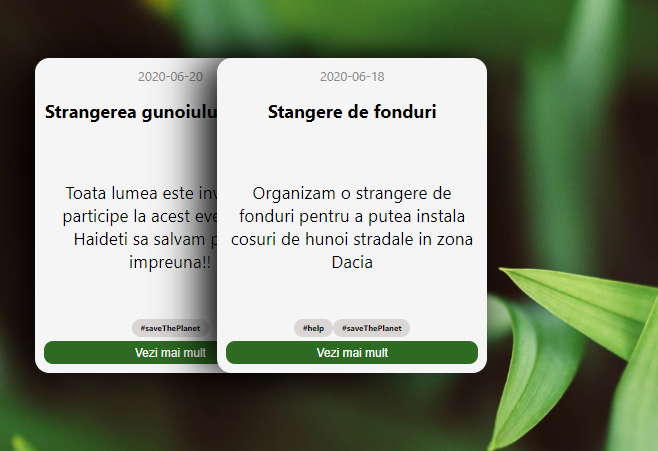 2020-06-20
Strangerea gunoiulu
Toata lumea este inv
participe la acest eve
Haideti sa salvam p
impreuna!!
#saveThePlanet
Vezi mai mult
2020-06-18
Stangere de fonduri
Organizam o strangere de
fonduri pentru a putea instala
cosuri de hunoi stradale in zona
Dacia
#help #saveThePlanet
Vezi mai mult